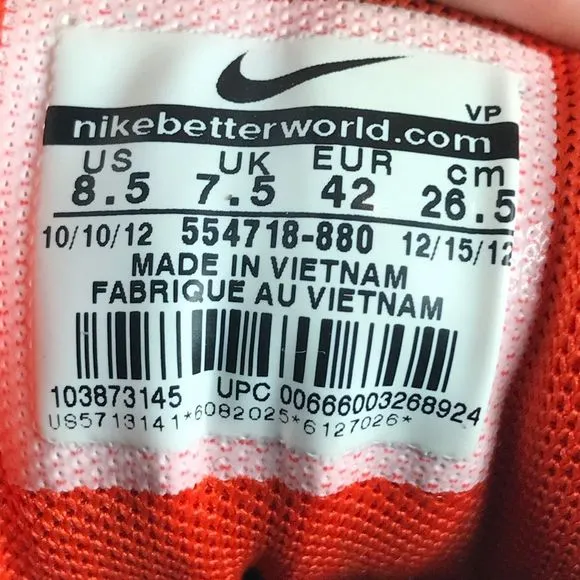 VP
nikebetterworld.com
US UK EUR cm
8.5 7.5 42 26.5
10/10/12 554718-880 12/15/12
MADE IN VIETNAM
FABRIQUE AU VIETNAM
103873145 UPC 00666003268924
US5713141*6082025*6127026*